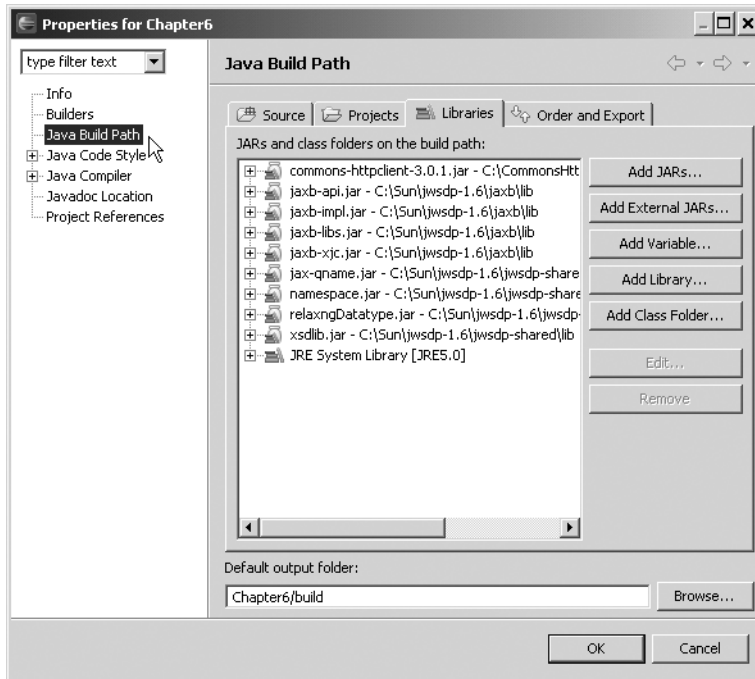 Properties for Chapter6
type filter text
Info
Builders
Java Build Path
Java Code Style
Java Compiler
Javadoc Location
Project References
Java Build Path
Source
Projects
Libraries
Order and Export
JARs and class folders on the build path:
commons-httpclient-3.0.1.jar - C:\CommonsHtt
jaxb-api.jar - C:\Sun\jwsdp-1.6\jaxb\lib
jaxb-impl.jar - C:\Sun\jwsdp-1.6\jaxb\lib
jaxb-libs.jar - C:\Sun\jwsdp-1.6\jaxb\lib
jaxb-xjc.jar - C:\Sun\jwsdp-1.6\jaxb\lib
jax-qname.jar - C:\Sun\jwsdp-1.6\jwsdp-share
namespace.jar - C:\Sun\jwsdp-1.6\jwsdp-share
relaxngDatatype.jar - C:\Sun\jwsdp-1.6\jwsdp-
xsdlib.jar - C:\Sun\jwsdp-1.6\jwsdp-shared\lib
JRE System Library [JRE5.0]
Add JARs...
Add External JARs...
Add Variable...
Add Library...
Add Class Folder...
Edit...
Remove
Default output folder:
Chapter6/build
Browse...
OK
Cancel